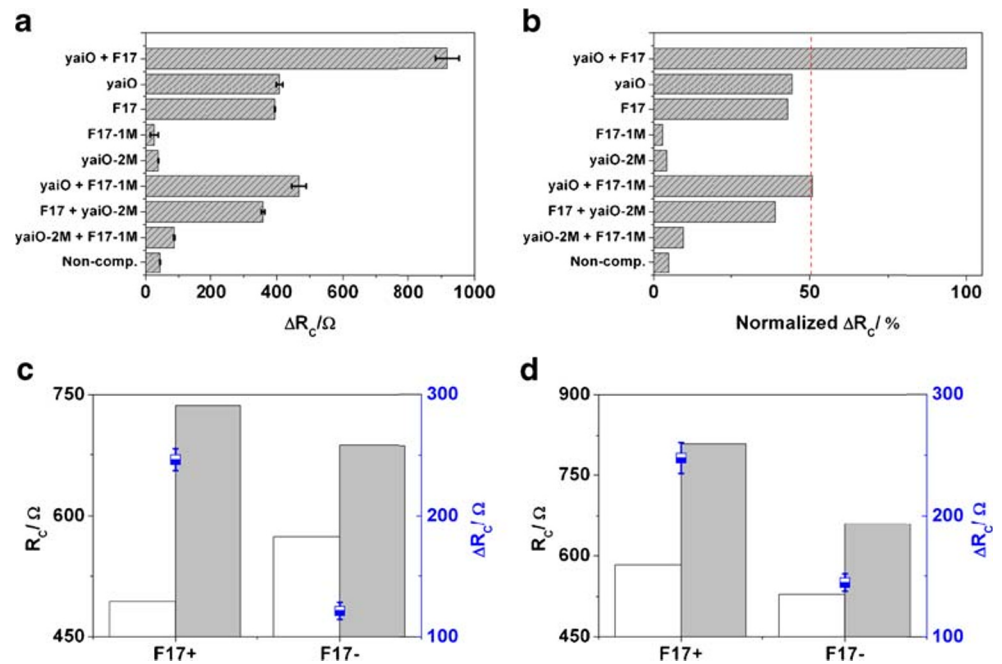 a
yaiO + F17
yaiO
F17
F17-1M
yaiO-2M
yaiO + F17-1M
F17 + yaiO-2M
yaiO-2M + F17-1M
Non-comp.
0 200 400 600 800 1000
ΔRC/Ω
b
yaiO + F17
yaiO
F17
F17-1M
yaiO-2M
yaiO + F17-1M
F17 + yaiO-2M
yaiO-2M + F17-1M
Non-comp.
0 50 100
Normalized ΔRC/ %
c
750
600
450
RC/ Ω
300
200
100
ΔRC/ Ω
F17+ F17-
d
900
750
600
450
RC/ Ω
300
200
100
ΔRC/ Ω
F17+ F17-